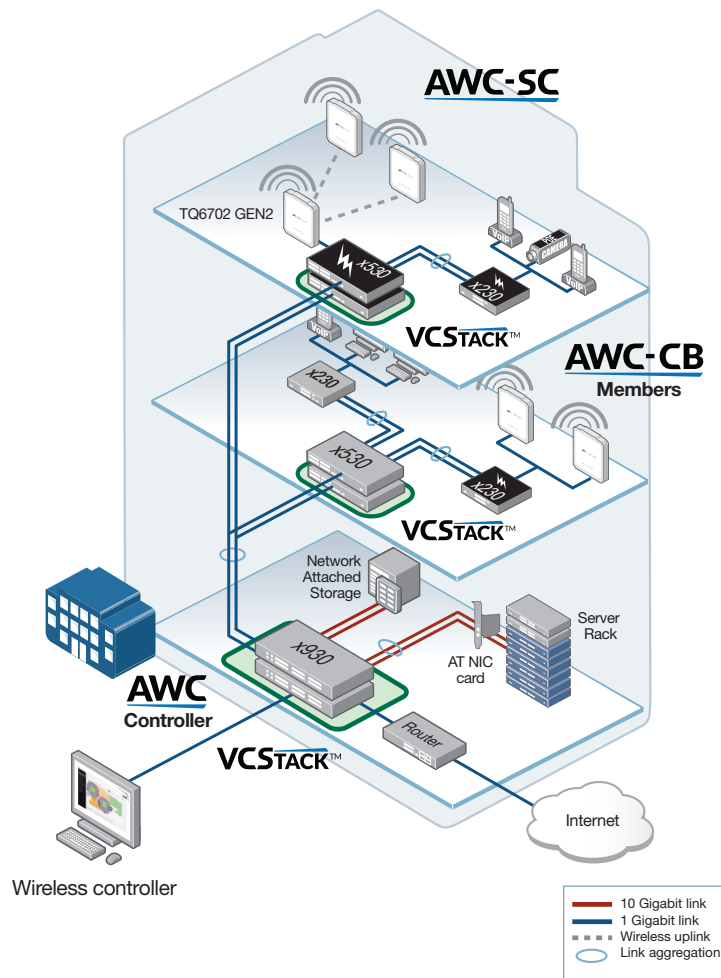 AWC-SC
TQ6702 GEN2
x530
x230
VoIP
POE
CAMERA
VoIP
VCSTACK™
AWC-CB
Members
VoIP
x230
x530
x230
VCSTACK™
Network
Attached
Storage
x930
AT NIC
card
Server
Rack
AWC
Controller
VCSTACK™
Router
Internet
Wireless controller
10 Gigabit link
1 Gigabit link
Wireless uplink
Link aggregation